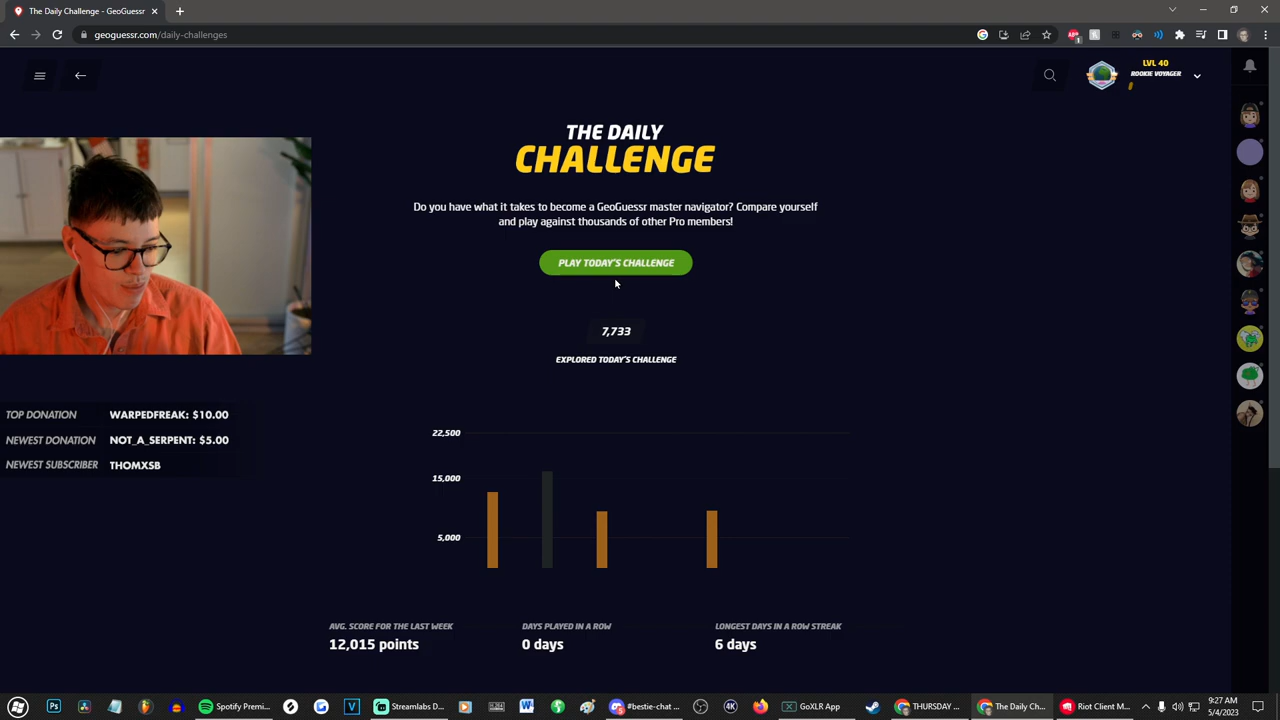 The Daily Challenge - GeoGuessr
geoguessr.com/daily-challenges
LVL 40
ROOKIE VOYAGER
THE DAILY
CHALLENGE
Do you have what it takes to become a GeoGuessr master navigator? Compare yourself
and play against thousands of other Pro members!
PLAY TODAY'S CHALLENGE
7,733
EXPLORED TODAY'S CHALLENGE
TOP DONATION WARPEDFREAK: $10.00
NEWEST DONATION NOT_A_SERPENT: $5.00
NEWEST SUBSCRIBER THOMXSB
22,500
15,000
5,000
AVG. SCORE FOR THE LAST WEEK
12,015 points
DAYS PLAYED IN A ROW
0 days
LONGEST DAYS IN A ROW STREAK
6 days
Spotify Premi...
Streamlabs D...
#bestie-chat ...
GoXLR App
THURSDAY ...
The Daily Ch...
Riot Client M...
9:27 AM
5/4/2023